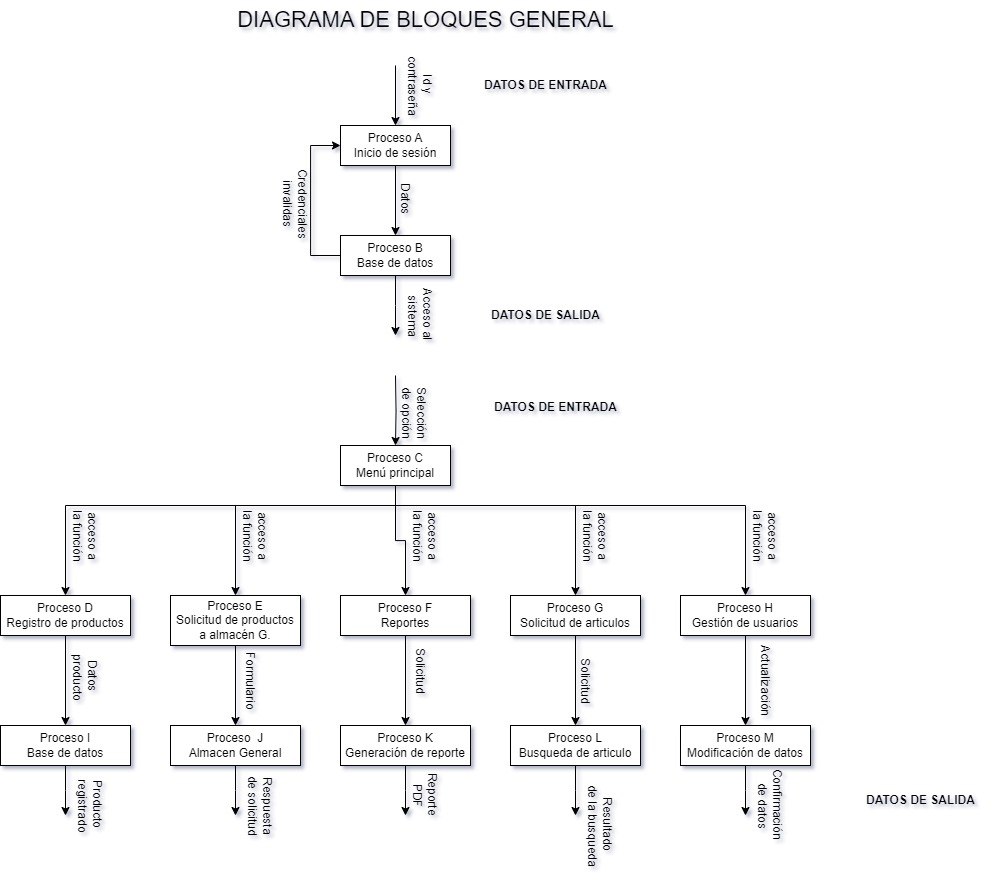 DIAGRAMA DE BLOQUES GENERAL
Id y
contraseña
DATOS DE ENTRADA
Proceso A
Inicio de sesión
Credenciales
invalidas
Datos
Proceso B
Base de datos
Acceso al
sistema
DATOS DE SALIDA
Selección
de opción
DATOS DE ENTRADA
Proceso C
Menú principal
acceso a
la función
acceso a
la función
acceso a
la función
acceso a
la función
acceso a
la función
Proceso D
Registro de productos
Proceso E
Solicitud de productos
a almacén G.
Proceso F
Reportes
Proceso G
Solicitud de articulos
Proceso H
Gestión de usuarios
Datos
producto
Formulario
Solicitud
Solicitud
Actualización
Proceso I
Base de datos
Proceso J
Almacen General
Proceso K
Generación de reporte
Proceso L
Busqueda de articulo
Proceso M
Modificación de datos
Producto
registrado
Respuesta
de solicitud
Reporte
PDF
Resultado
de la busqueda
Confirmación
de datos
DATOS DE SALIDA